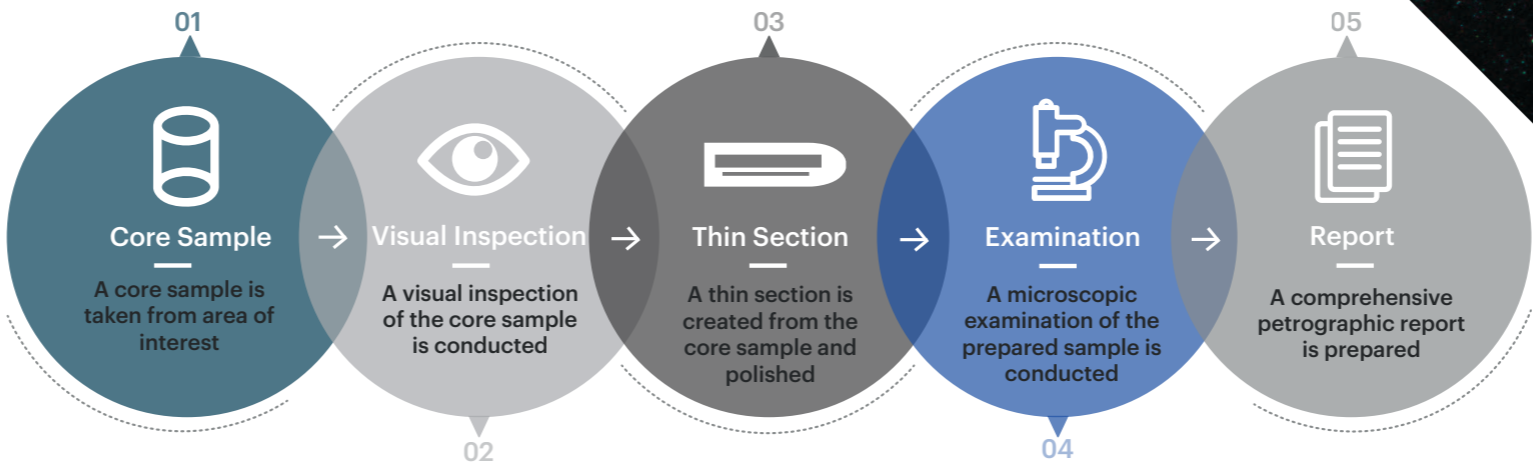 01
Core Sample
A core sample is
taken from area of
interest
02
Visual Inspection
A visual inspection
of the core sample
is conducted
03
Thin Section
A thin section is
created from the
core sample and
polished
04
Examination
A microscopic
examination of the
prepared sample is
conducted
05
Report
A comprehensive
petrographic report
is prepared